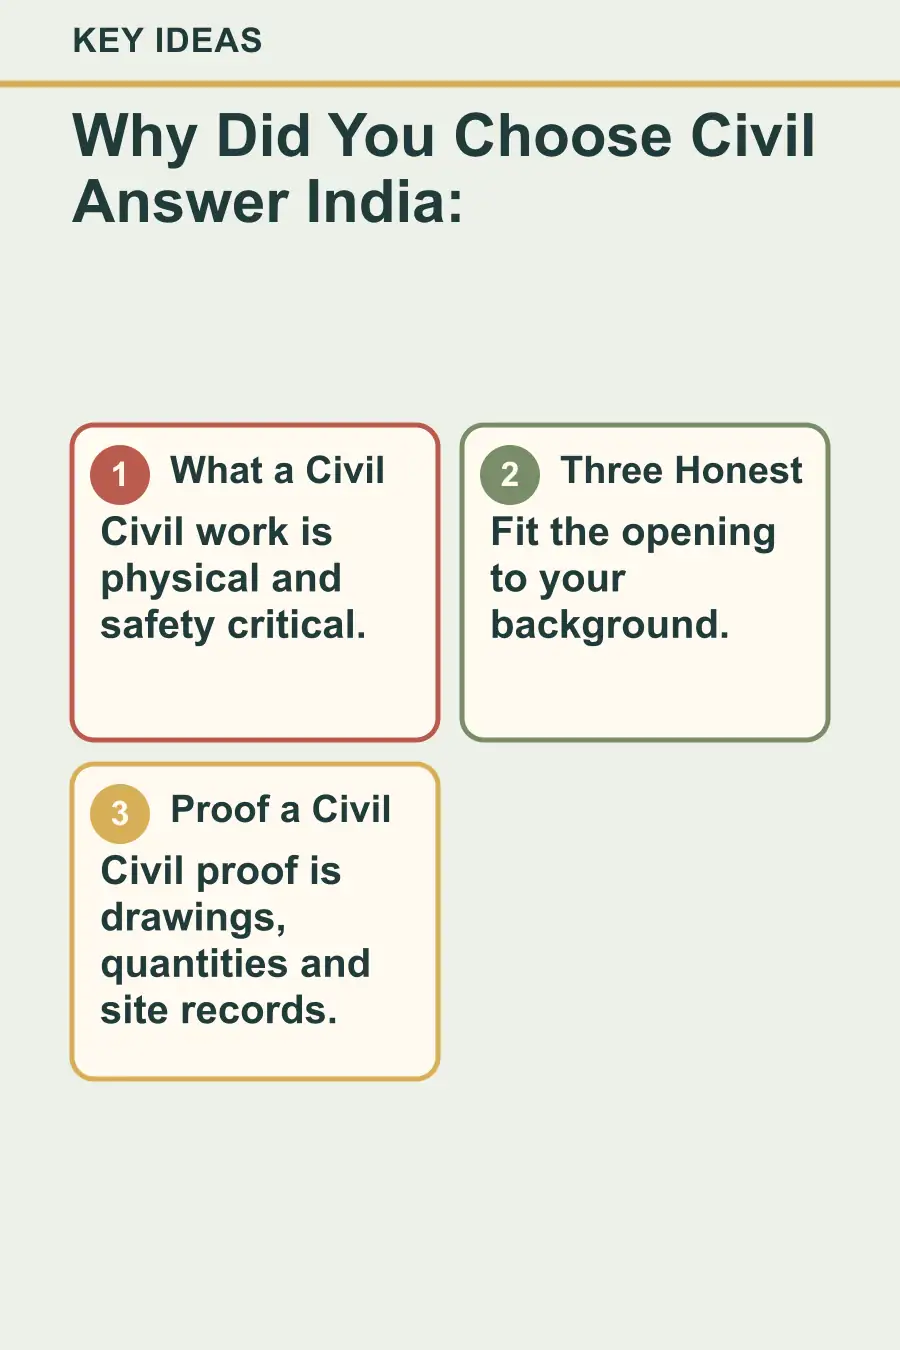 KEY IDEAS
Why Did You Choose Civil
Answer India:
1 What a Civil
Civil work is
physical and
safety critical.
2 Three Honest
Fit the opening
to your
background.
3 Proof a Civil
Civil proof is
drawings,
quantities and
site records.